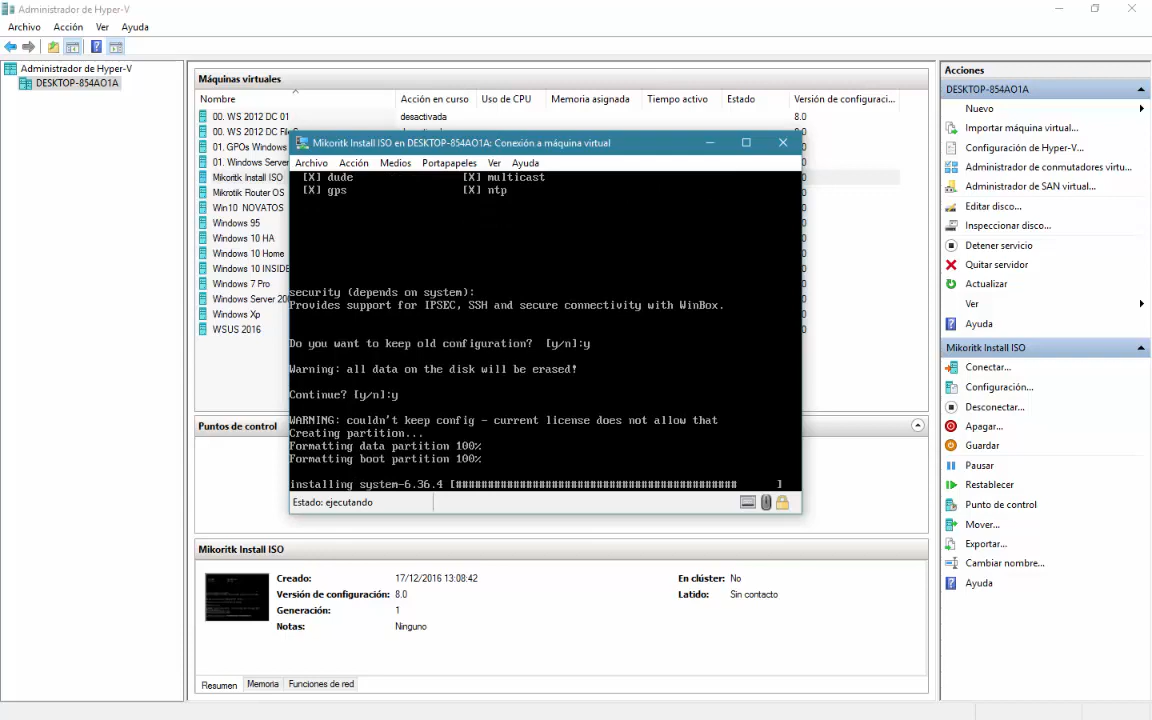 Administrador de Hyper-V
Archivo Acción Ver Ayuda
Administrador de Hyper-V
DESKTOP-854AO1A
Máquinas virtuales
Nombre Acción en curso Uso de CPU Memoria asignada Tiempo activo Estado Versión de configuraci...
00. WS 2012 DC 01 desactivada 8.0
00. WS 2012 DC
01. GPOs Windows
01. Windows Server
Mikoritk Install ISO
Mikrotik Router OS
Win10 NOVATOS
Windows 95
Windows 10 HA
Windows 10 Home
Windows 10 INSIDE
Windows 7 Pro
Windows Server 20
Windows Xp
WSUS 2016
Mikoritk Install ISO en DESKTOP-854AO1A: Conexión a máquina virtual
Archivo Acción Medios Portapapeles Ver Ayuda
[X] dude [X] multicast
[X] gps [X] ntp
security (depends on system):
Provides support for IPSEC, SSH and secure connectivity with WinBox.
Do you want to keep old configuration? [y/n]:y
Warning: all data on the disk will be erased!
Continue? [y/n]:y
WARNING: couldn't keep config - current license does not allow that
Creating partition...
Formatting data partition 100%
Formatting boot partition 100%
installing system-6.36.4 [############################################ ]
Estado: ejecutando
Puntos de control
Mikoritk Install ISO
Creado: 17/12/2016 13:08:42 En clúster: No
Versión de configuración: 8.0 Latido: Sin contacto
Generación: 1
Notas: Ninguno
Resumen Memoria Funciones de red
Acciones
DESKTOP-854AO1A
Nuevo
Importar máquina virtual...
Configuración de Hyper-V...
Administrador de conmutadores virtu...
Administrador de SAN virtual...
Editar disco...
Inspeccionar disco...
Detener servicio
Quitar servidor
Actualizar
Ver
Ayuda
Mikoritk Install ISO
Conectar...
Configuración...
Desconectar...
Apagar...
Guardar
Pausar
Restablecer
Punto de control
Mover...
Exportar...
Cambiar nombre...
Ayuda